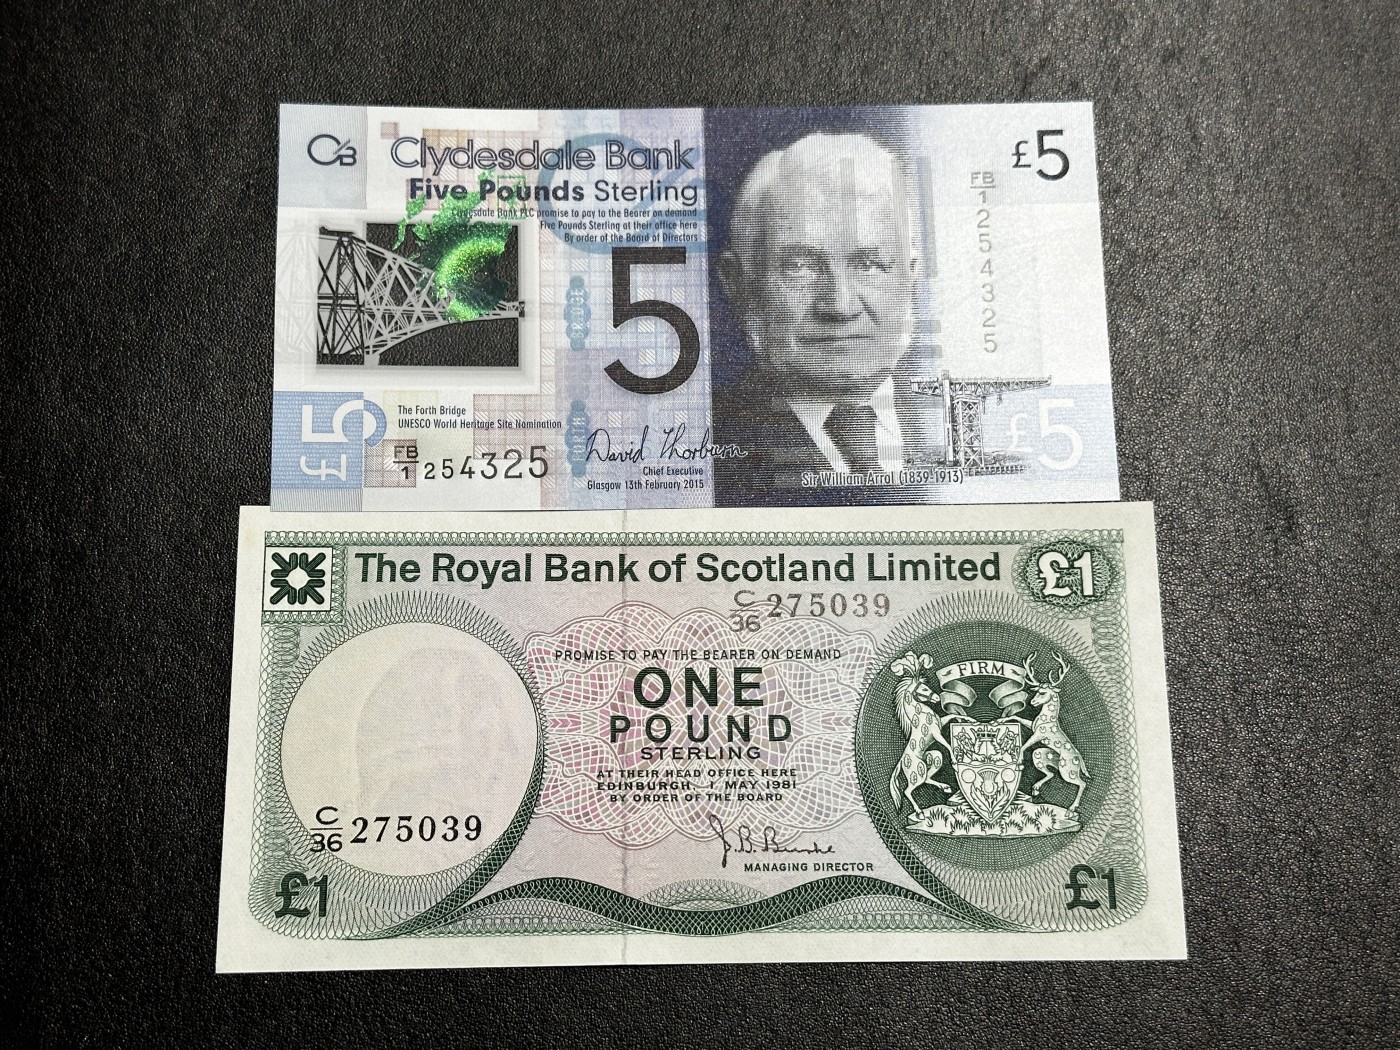 CB
Clydesdale Bank
Five Pounds Sterling
Clydesdale Bank PLC promise to pay to the Bearer on demand
Five Pounds Sterling at their office here
By order of the Board of Directors
5
£5
FB
1
254325
The Forth Bridge
UNESCO World Heritage Site Nomination
£5
FB
1 254325
FORTH BRIDGE
David Thorburn
Chief Executive
Glasgow 13th February 2015
Sir William Arrol (1839-1913)
£5
The Royal Bank of Scotland Limited
£1
C
36 275039
PROMISE TO PAY THE BEARER ON DEMAND
ONE
POUND
STERLING
AT THEIR HEAD OFFICE HERE
EDINBURGH, 1 MAY 1981
BY ORDER OF THE BOARD
FIRM
C
36 275039
J.B. Burke
MANAGING DIRECTOR
£1
£1